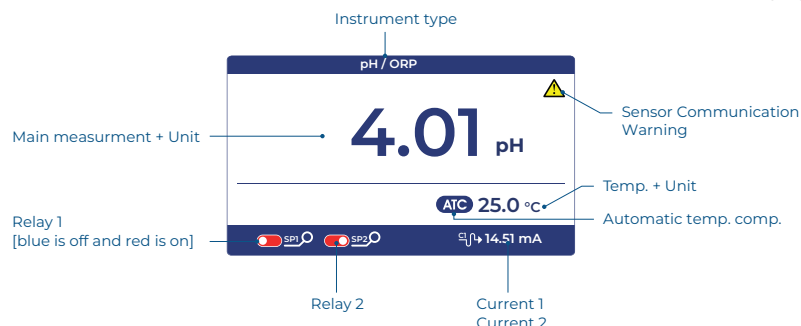 Instrument type
pH / ORP
Sensor Communication
Warning
Main measurment + Unit
4.01 pH
Temp. + Unit
ATC 25.0 °C
Automatic temp. comp.
Relay 1
[blue is off and red is on]
SP1 SP2 C1 14.51 mA
Relay 2
Current 1
Current 2